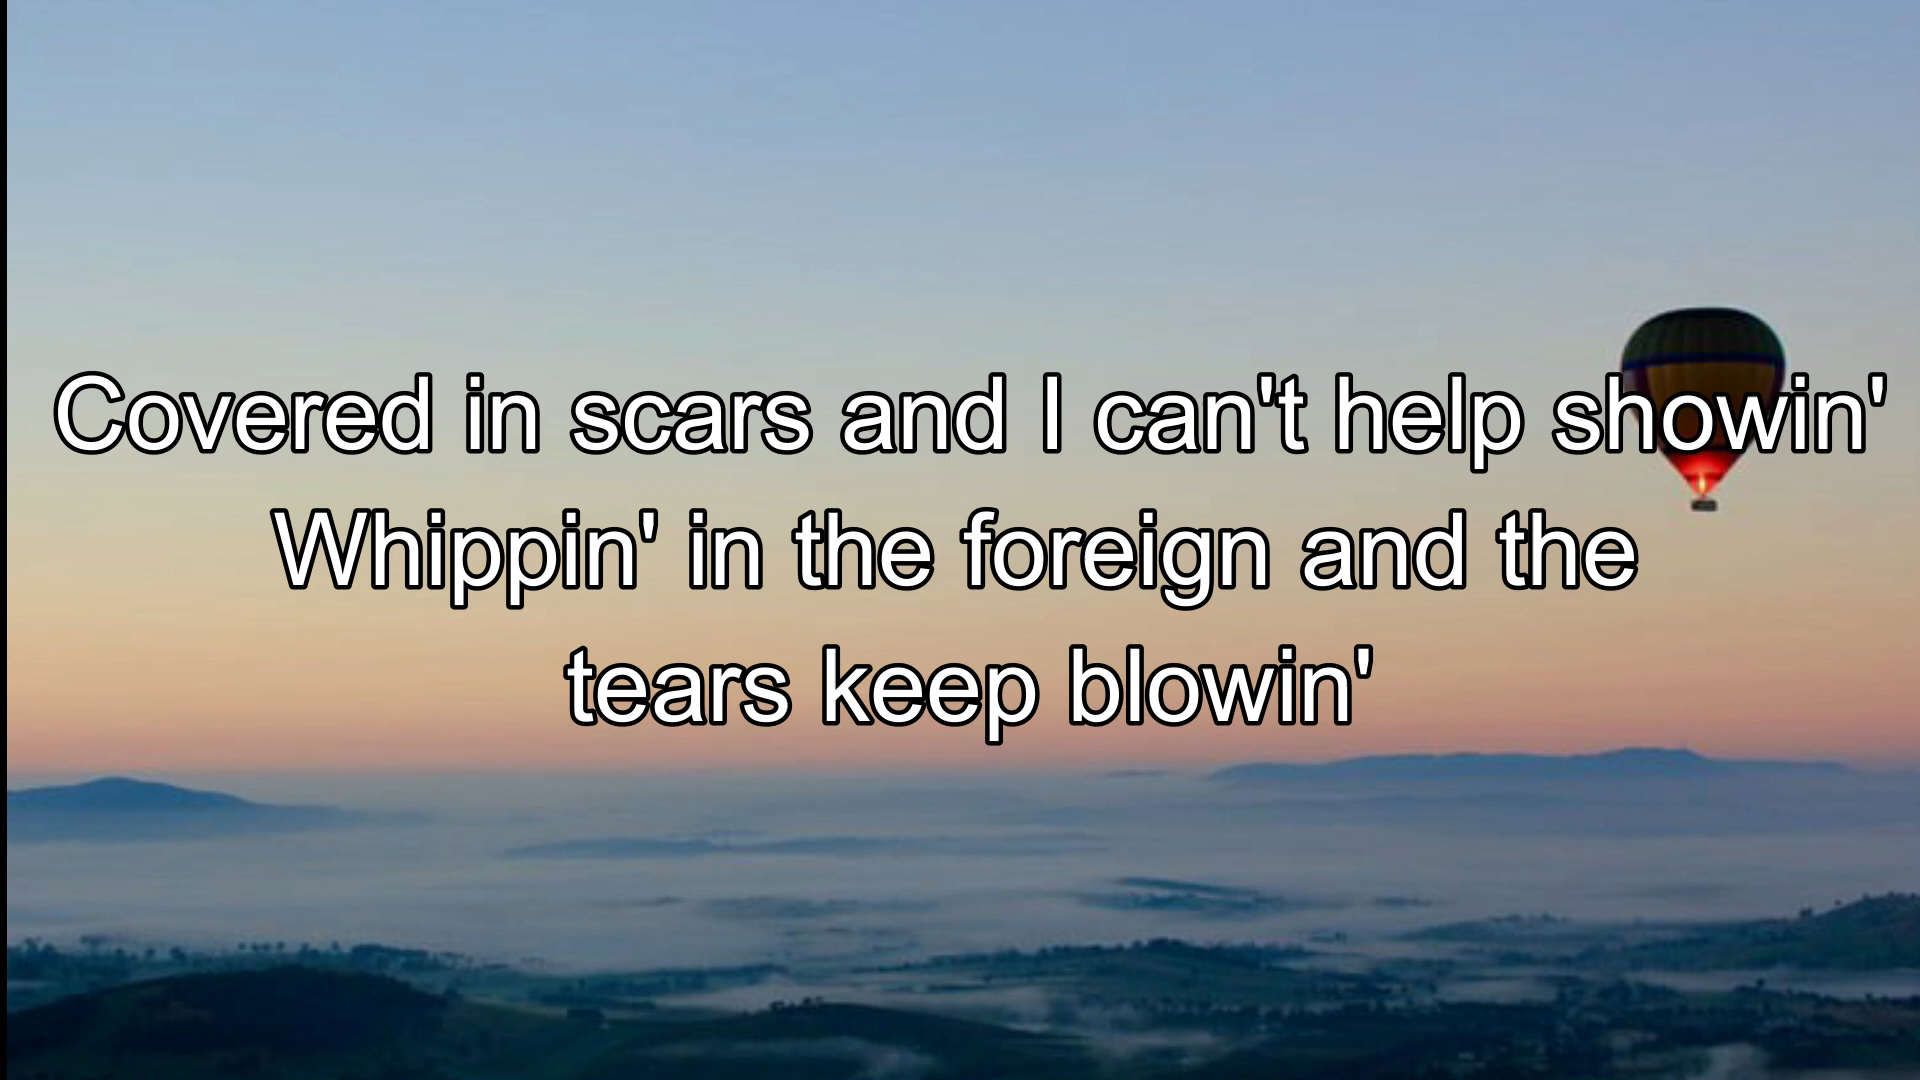 Covered in scars and I can't help showin'
Whippin' in the foreign and the
tears keep blowin'